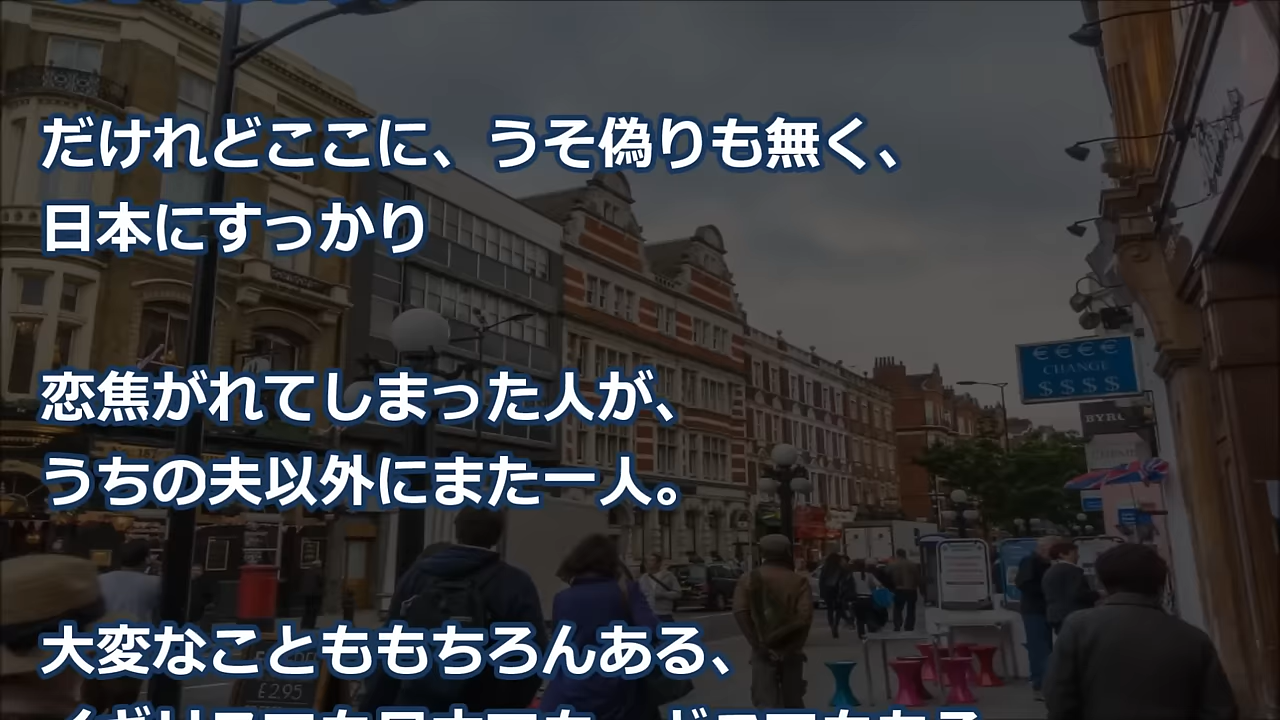 だけれどここに、うそ偽りも無く、
日本にすっかり
恋焦がれてしまった人が、
うちの夫以外にまた一人。
大変なことももちろんある、
€ € € €
CHANGE
$ $ $ $
£2.95